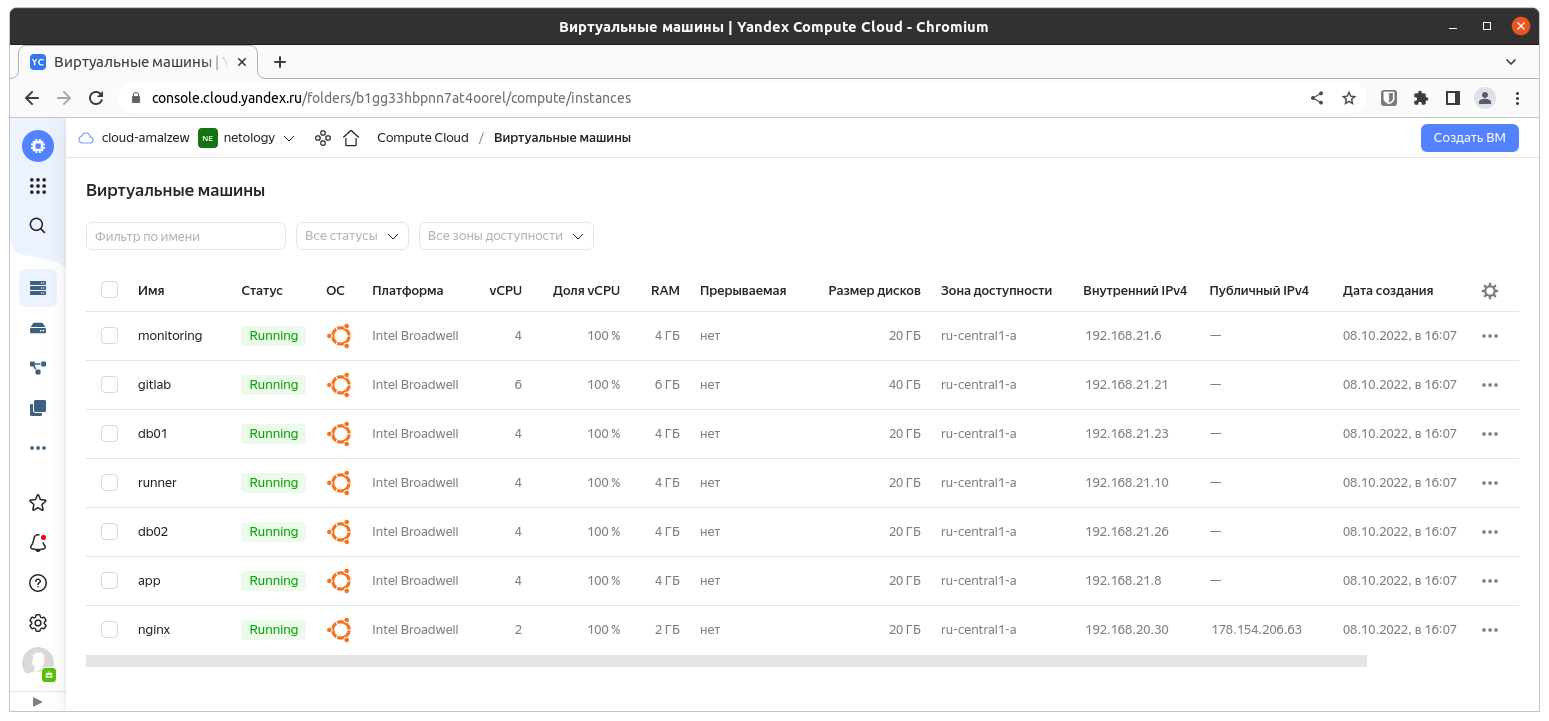 Виртуальные машины | Yandex Compute Cloud - Chromium
YC Виртуальные машины |
console.cloud.yandex.ru/folders/b1gg33hbpnn7at4oorel/compute/instances
cloud-amalzew NE netology Compute Cloud / Виртуальные машины Создать ВМ
Виртуальные машины
Фильтр по имени Все статусы Все зоны доступности
Имя Статус ОС Платформа vCPU Доля vCPU RAM Прерываемая Размер дисков Зона доступности Внутренний IPv4 Публичный IPv4 Дата создания
monitoring Running Intel Broadwell 4 100 % 4 ГБ нет 20 ГБ ru-central1-a 192.168.21.6 — 08.10.2022, в 16:07
gitlab Running Intel Broadwell 6 100 % 6 ГБ нет 40 ГБ ru-central1-a 192.168.21.21 — 08.10.2022, в 16:07
db01 Running Intel Broadwell 4 100 % 4 ГБ нет 20 ГБ ru-central1-a 192.168.21.23 — 08.10.2022, в 16:07
runner Running Intel Broadwell 4 100 % 4 ГБ нет 20 ГБ ru-central1-a 192.168.21.10 — 08.10.2022, в 16:07
db02 Running Intel Broadwell 4 100 % 4 ГБ нет 20 ГБ ru-central1-a 192.168.21.26 — 08.10.2022, в 16:07
app Running Intel Broadwell 4 100 % 4 ГБ нет 20 ГБ ru-central1-a 192.168.21.8 — 08.10.2022, в 16:07
nginx Running Intel Broadwell 2 100 % 2 ГБ нет 20 ГБ ru-central1-a 192.168.20.30 178.154.206.63 08.10.2022, в 16:07